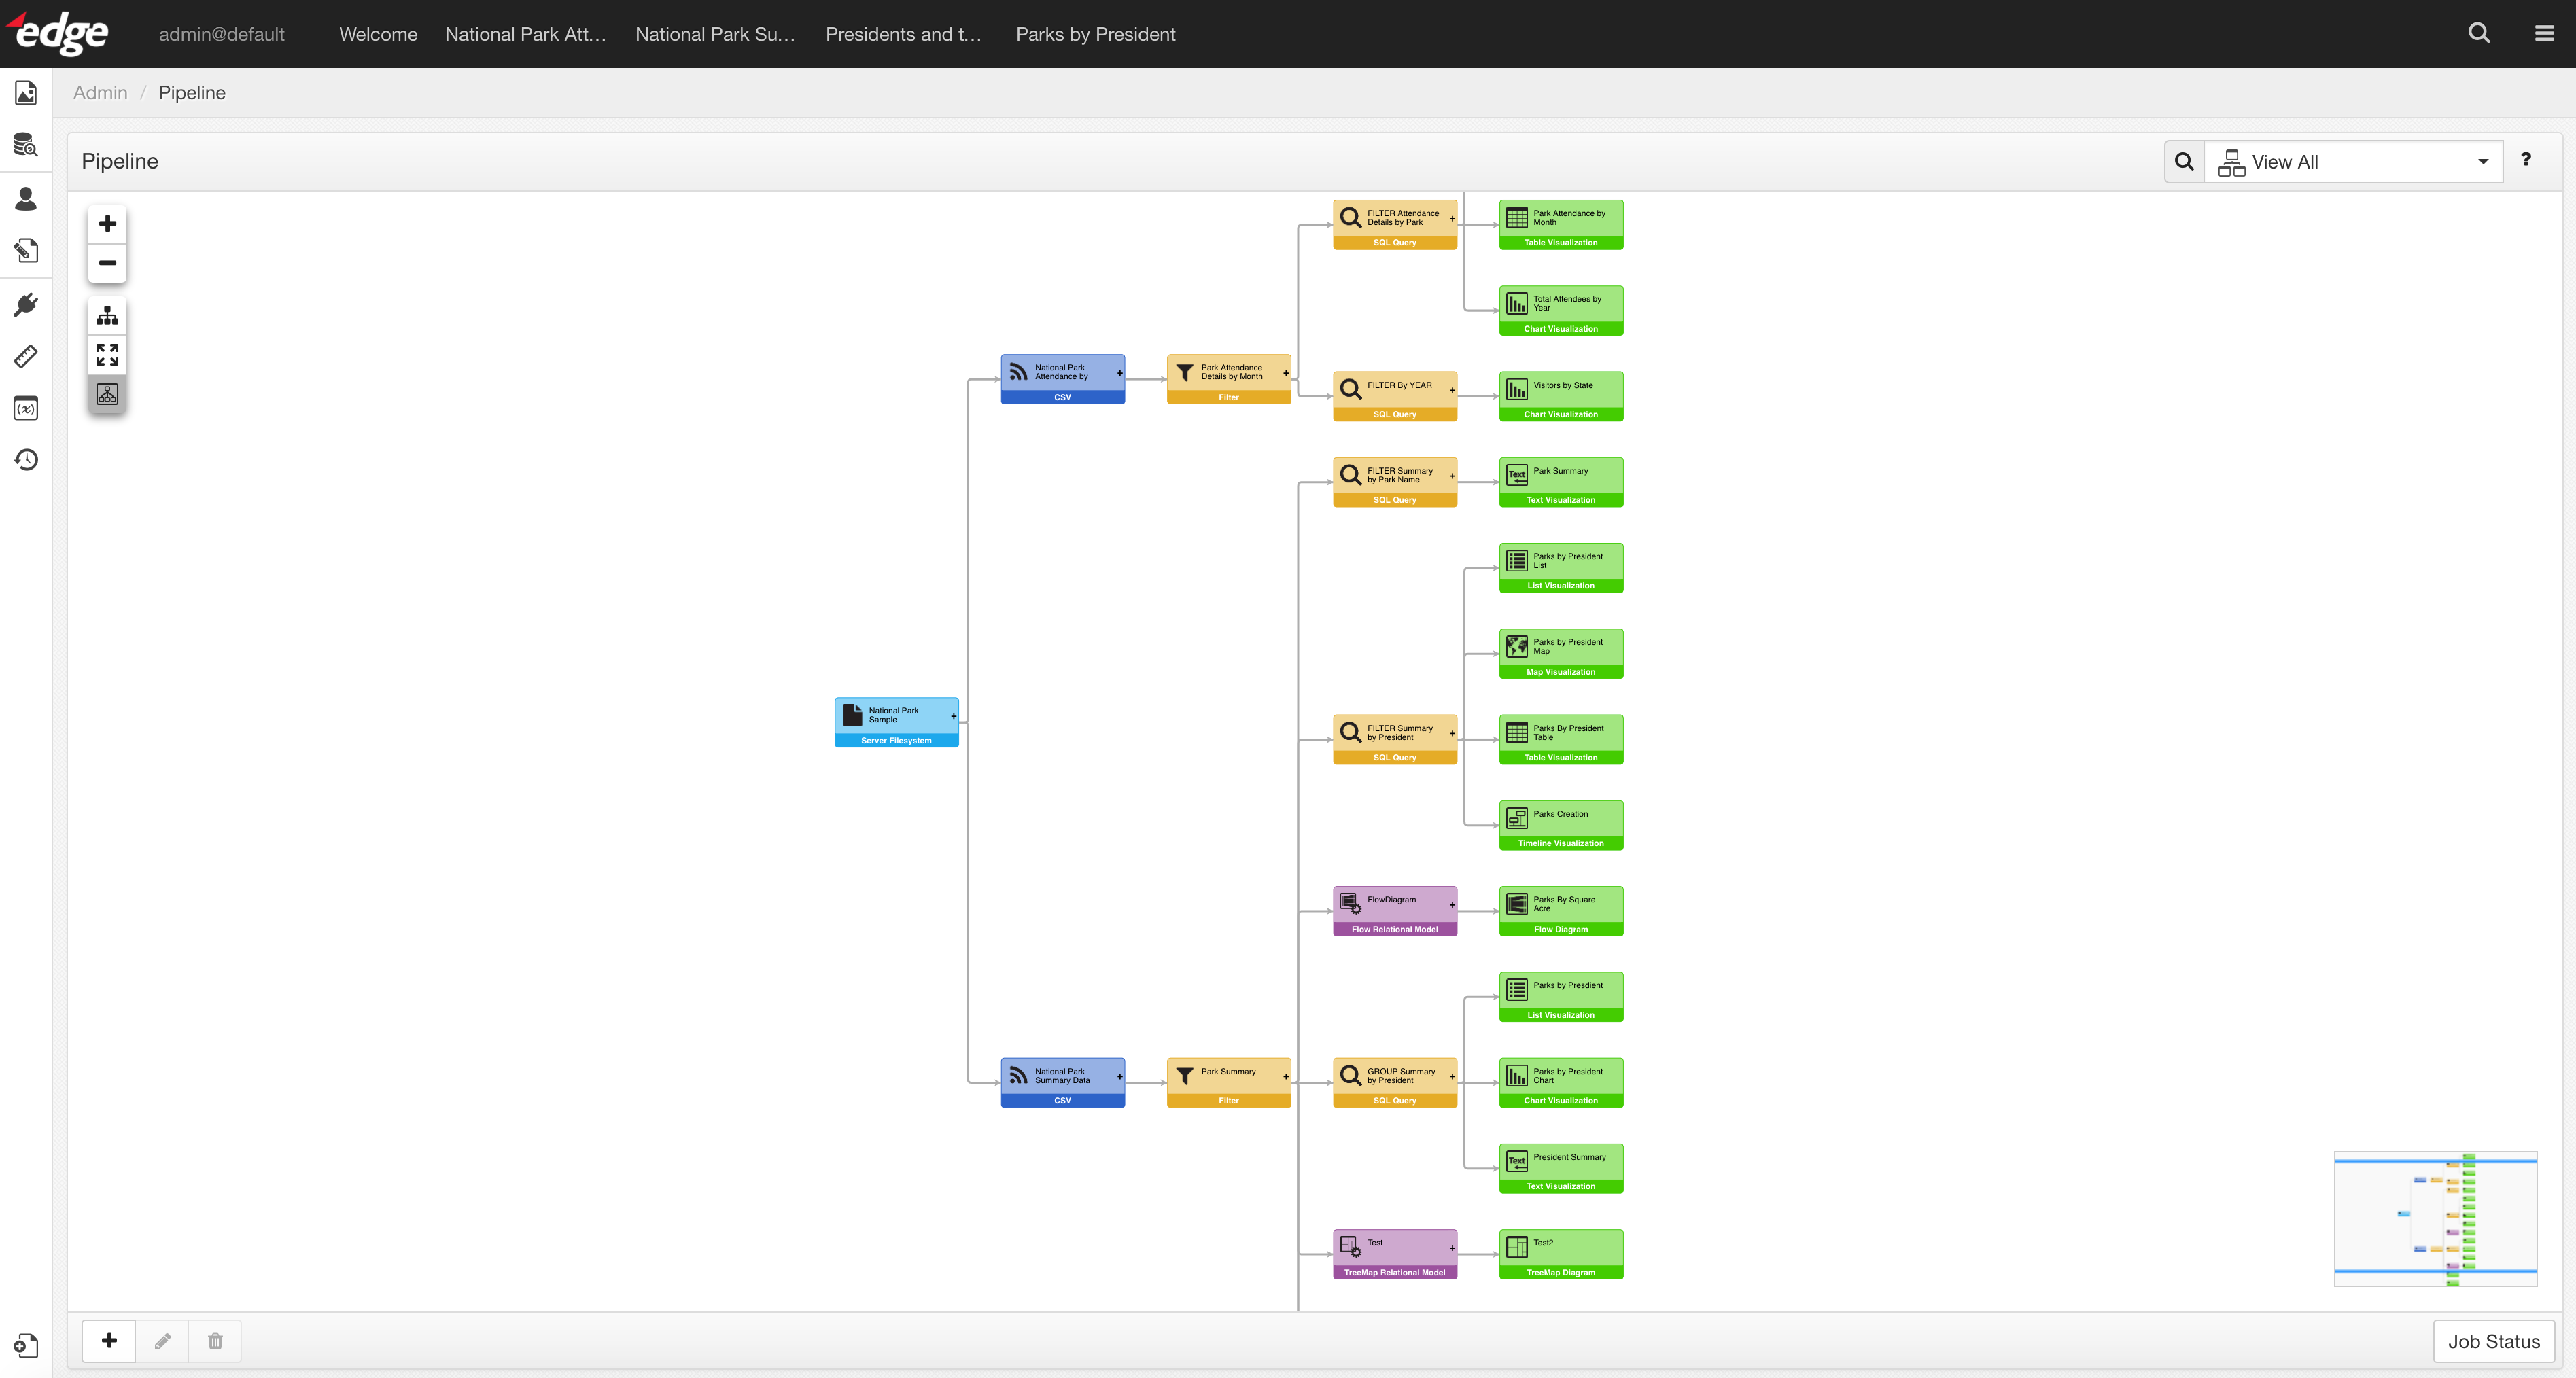 edge
admin@default
Welcome
National Park Att...
National Park Su...
Presidents and t...
Parks by President
Admin / Pipeline
Pipeline
View All
?
FILTER Attendance
Details by Park
+
SQL Query
Park Attendance by
Month
Table Visualization
Total Attendees by
Year
Chart Visualization
National Park
Attendance by
+
CSV
Park Attendance
Details by Month
+
Filter
FILTER By YEAR
+
SQL Query
Visitors by State
Chart Visualization
FILTER Summary
by Park Name
+
SQL Query
Text
Park Summary
Text Visualization
Parks by President
List
List Visualization
Parks by President
Map
Map Visualization
National Park
Sample
+
Server Filesystem
FILTER Summary
by President
+
SQL Query
Parks By President
Table
Table Visualization
Parks Creation
Timeline Visualization
FlowDiagram
+
Flow Relational Model
Parks By Square
Acre
Flow Diagram
Parks by Presdient
List Visualization
National Park
Summary Data
+
CSV
Park Summary
+
Filter
GROUP Summary
by President
+
SQL Query
Parks by President
Chart
Chart Visualization
Text
President Summary
Text Visualization
Test
+
TreeMap Relational Model
Test2
TreeMap Diagram
(x)
Job Status